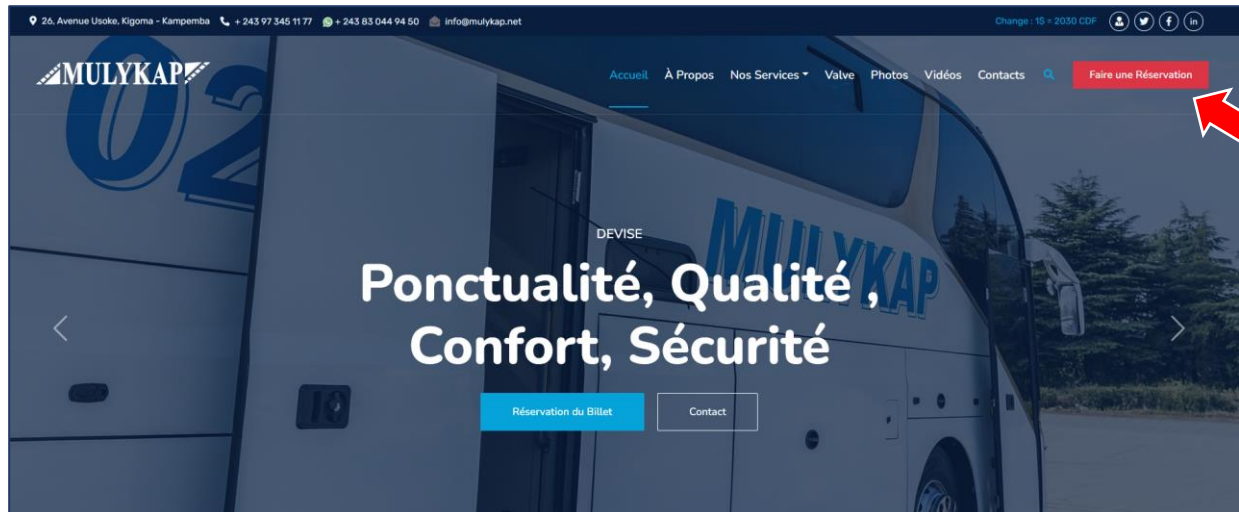 26, Avenue Usoke, Kigoma - Kampemba + 243 97 345 11 77 + 243 83 044 94 50 info@mulykap.net Change : 1$ = 2030 CDF
MULYKAP Accueil À Propos Nos Services Valve Photos Vidéos Contacts Faire une Réservation
02
MULYKAP
DEVISE
Ponctualité, Qualité ,
Confort, Sécurité
Réservation du Billet Contact